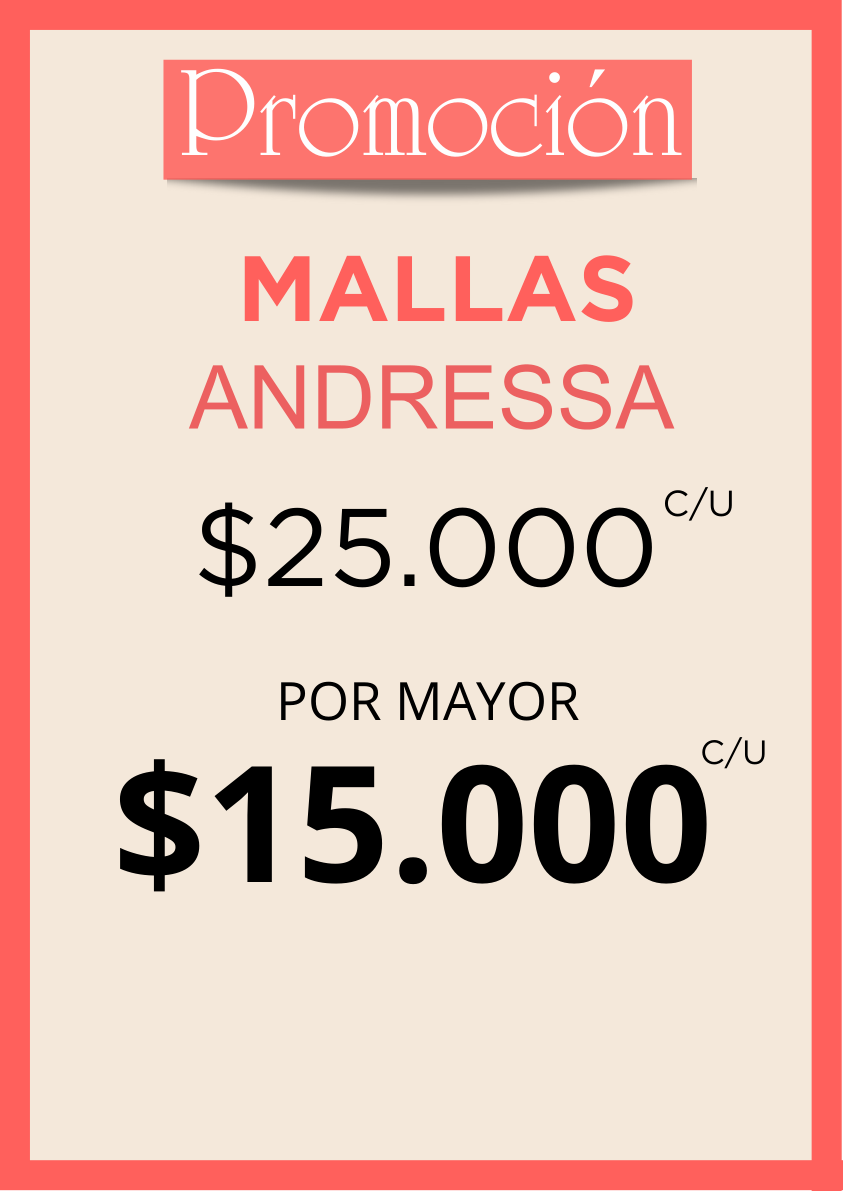 Promoción
MALLAS
ANDRESSA
$25.000 C/U
POR MAYOR
$15.000 C/U